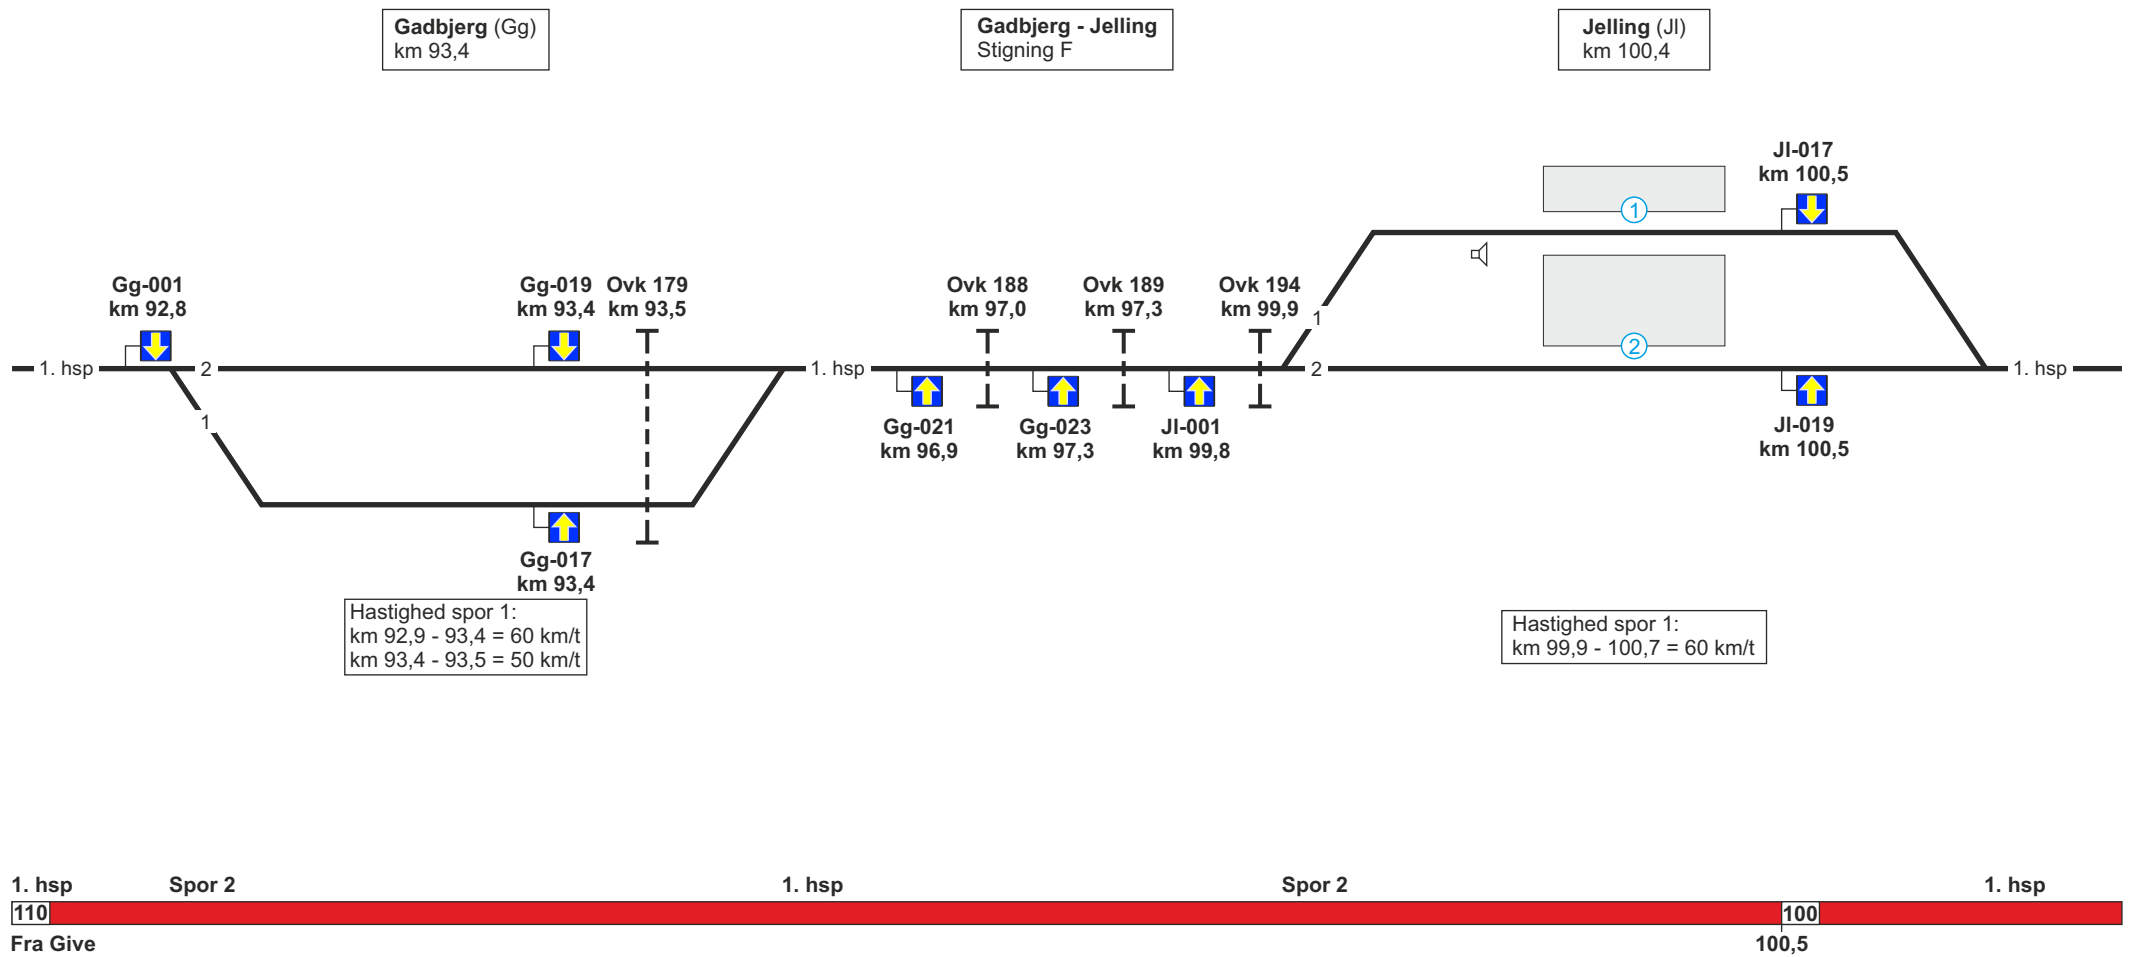 Gadbjerg (Gg)
km 93,4
Gadbjerg - Jelling
Stigning F
Jelling (Jl)
km 100,4
Jl-017
km 100,5
1
2
Gg-001
km 92,8
Gg-019
km 93,4
Ovk 179
km 93,5
Ovk 188
km 97,0
Ovk 189
km 97,3
Ovk 194
km 99,9
1
1. hsp
2
1. hsp
2
1. hsp
1
Gg-021
km 96,9
Gg-023
km 97,3
Jl-001
km 99,8
Jl-019
km 100,5
Gg-017
km 93,4
Hastighed spor 1:
km 92,9 - 93,4 = 60 km/t
km 93,4 - 93,5 = 50 km/t
Hastighed spor 1:
km 99,9 - 100,7 = 60 km/t
1. hsp
Spor 2
1. hsp
Spor 2
1. hsp
110
100
Fra Give
100,5